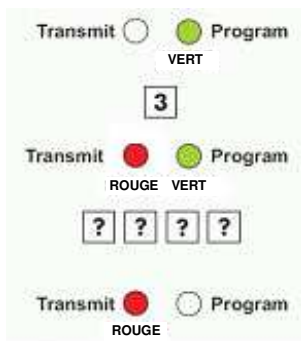 Transmit Program
VERT
3
Transmit Program
ROUGE VERT
? ? ? ?
Transmit Program
ROUGE